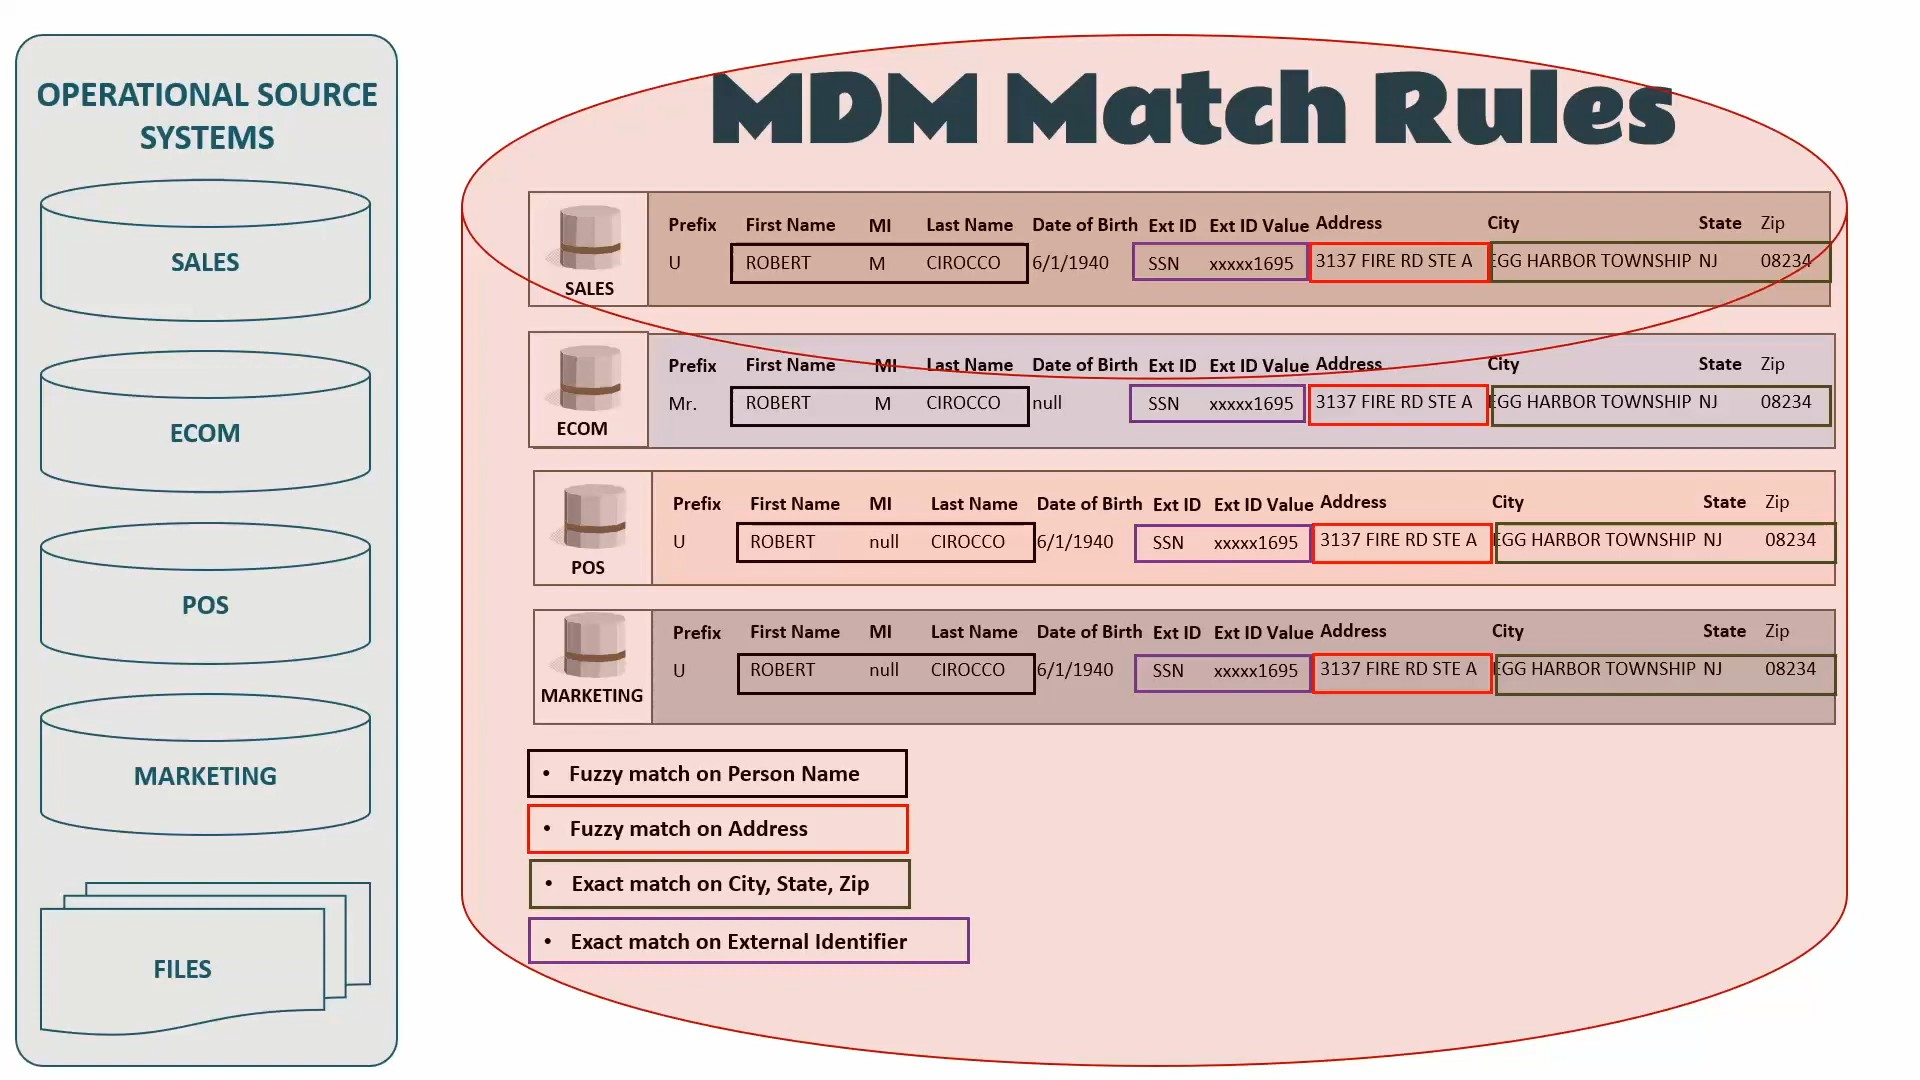 OPERATIONAL SOURCE
SYSTEMS
SALES
ECOM
POS
MARKETING
FILES
MDM Match Rules
Prefix First Name MI Last Name Date of Birth Ext ID Ext ID Value Address City State Zip
U ROBERT M CIROCCO 6/1/1940 SSN xxxxx1695 3137 FIRE RD STE A EGG HARBOR TOWNSHIP NJ 08234
SALES
Prefix First Name MI Last Name Date of Birth Ext ID Ext ID Value Address City State Zip
Mr. ROBERT M CIROCCO null SSN xxxxx1695 3137 FIRE RD STE A EGG HARBOR TOWNSHIP NJ 08234
ECOM
Prefix First Name MI Last Name Date of Birth Ext ID Ext ID Value Address City State Zip
U ROBERT null CIROCCO 6/1/1940 SSN xxxxx1695 3137 FIRE RD STE A EGG HARBOR TOWNSHIP NJ 08234
POS
Prefix First Name MI Last Name Date of Birth Ext ID Ext ID Value Address City State Zip
U ROBERT null CIROCCO 6/1/1940 SSN xxxxx1695 3137 FIRE RD STE A EGG HARBOR TOWNSHIP NJ 08234
MARKETING
• Fuzzy match on Person Name
• Fuzzy match on Address
• Exact match on City, State, Zip
• Exact match on External Identifier